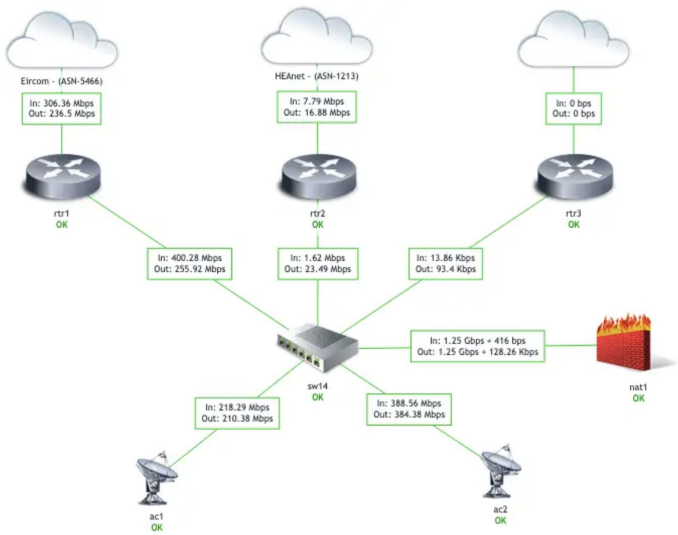 Eircom - (ASN-5466)
In: 306.36 Mbps
Out: 236.5 Mbps
HEAnet - (ASN-1213)
In: 7.79 Mbps
Out: 16.88 Mbps
In: 0 bps
Out: 0 bps
rtr1
OK
rtr2
OK
rtr3
OK
In: 400.28 Mbps
Out: 255.92 Mbps
In: 1.62 Mbps
Out: 23.49 Mbps
In: 13.86 Kbps
Out: 93.4 Kbps
In: 1.25 Gbps + 416 bps
Out: 1.25 Gbps + 128.26 Kbps
sw14
OK
nat1
OK
In: 218.29 Mbps
Out: 210.38 Mbps
In: 388.56 Mbps
Out: 384.38 Mbps
ac1
OK
ac2
OK